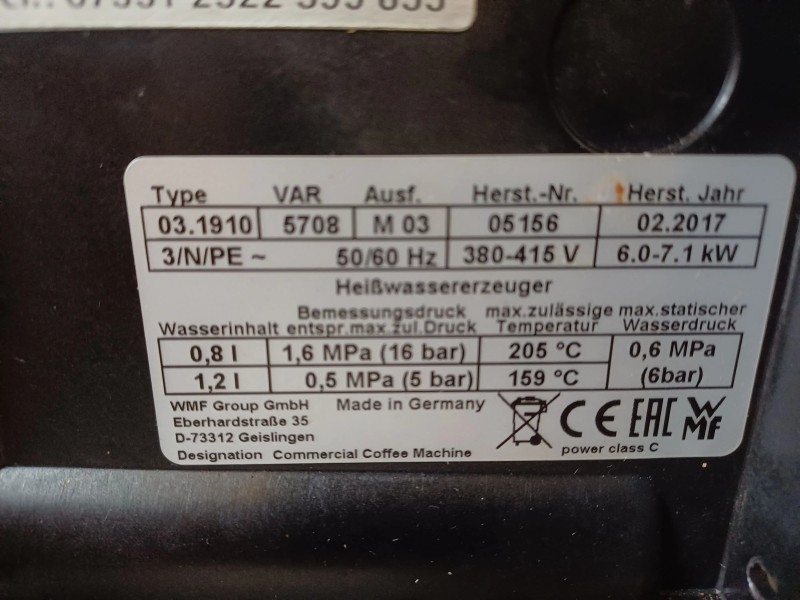 Type VAR Ausf. Herst.-Nr. Herst. Jahr
03.1910 5708 M 03 05156 02.2017
3/N/PE ~ 50/60 Hz 380-415 V 6.0-7.1 kW
Heißwassererzeuger
Bemessungsdruck max.zulässige max.statischer
Wasserinhalt entspr.max.zul.Druck Temperatur Wasserdruck
0,8 l 1,6 MPa (16 bar) 205 °C 0,6 MPa
1,2 l 0,5 MPa (5 bar) 159 °C (6bar)
WMF Group GmbH Made in Germany
Eberhardstraße 35
D-73312 Geislingen
CE EAC WMF
power class C
Designation Commercial Coffee Machine